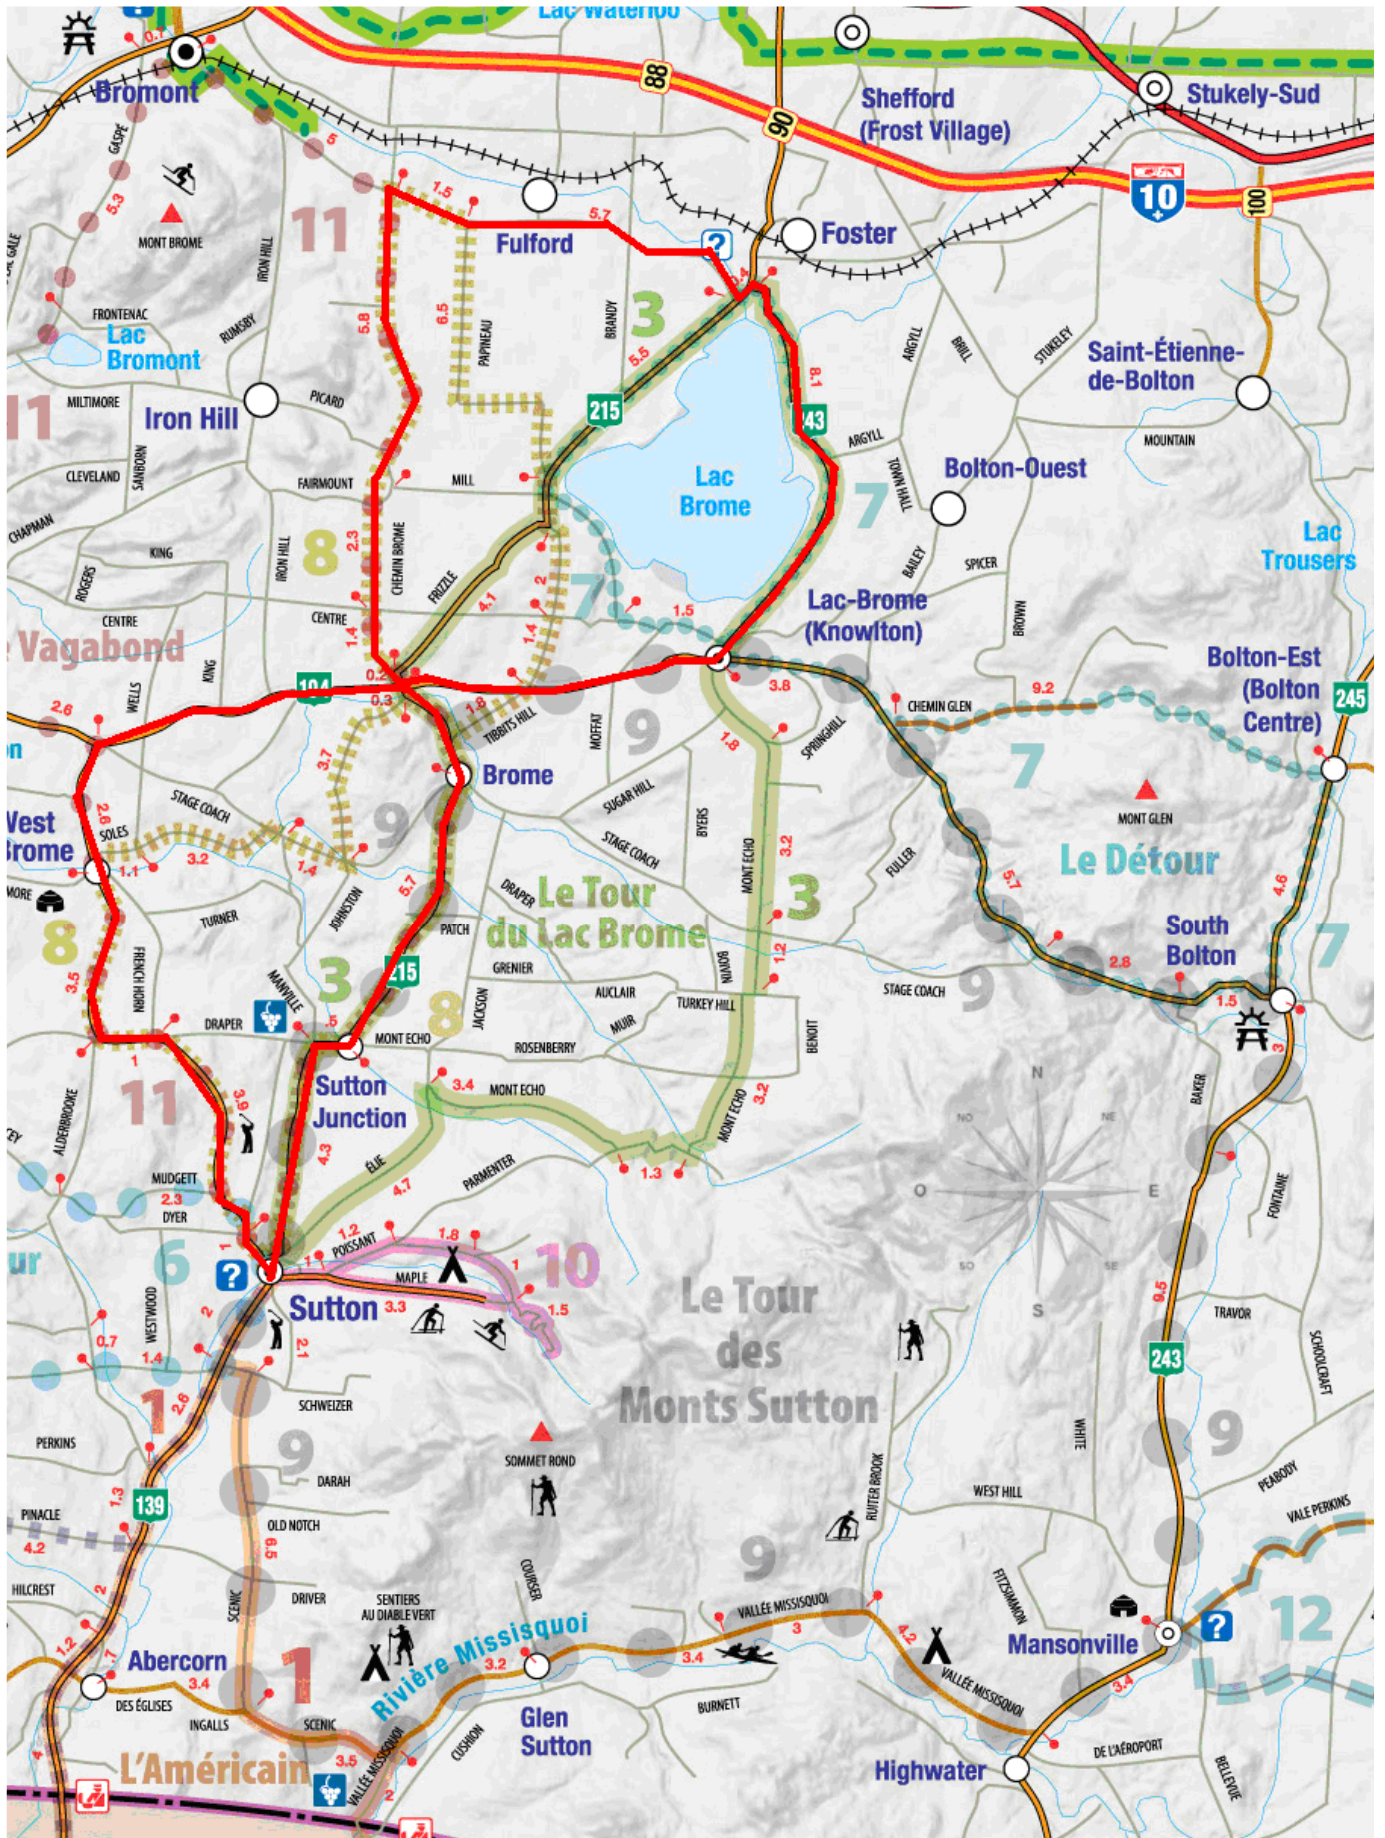 Lac Waterloo
0.1
Bromont
88
90
Shefford
(Frost Village)
Stukely-Sud
10
100
GASPÉ
5
5.3
1.5
5.7
11
MONT BROME
IRON HILL
Fulford
?
Foster
FRONTENAC
Lac
Bromont
RUMSBY
5.8
6.5
PAPINEAU
BRANDY
3
5.5
8.1
ARGYLL
BRILL
STUKELEY
Saint-Étienne-
de-Bolton
11
MILTIMORE
Iron Hill
PICARD
215
243
ARGYLL
MOUNTAIN
CLEVELAND
SANBORN
FAIRMOUNT
MILL
Lac
Brome
TOWN HALL
Bolton-Ouest
7
CHAPMAN
KING
ROGERS
IRON HILL
8
2.3
CHEMIN BROME
FRIZZLE
4.1
2
7
1.5
BAILEY
SPICER
Lac
Trousers
CENTRE
CENTRE
1.4
1.4
Lac-Brome
(Knowlton)
BROWN
Vagabond
WELLS
KING
104
0.2
0.3
1.8
3.8
CHEMIN GLEN
9.2
Bolton-Est
(Bolton
Centre)
245
2.6
3.7
TIBBITS HILL
MOFFAT
9
1.8
SPRINGHILL
7
2.6
STAGE COACH
Brome
SUGAR HILL
BYERS
MONT GLEN
West
Brome
SOLES
1.1
3.2
1.4
9
STAGE COACH
MONT ECHO
3.2
FULLER
Le Détour
4.6
8
TURNER
JOHNSTON
5.7
DRAPER
Le Tour
du Lac Brome
3
5.7
South
Bolton
7
3.5
FRENCH HORN
PATCH
GRENIER
BOIVIN
1.2
2.8
MANVILLE
3
215
8
JACKSON
AUCLAIR
TURKEY HILL
STAGE COACH
9
1.5
DRAPER
.5
MONT ECHO
MUIR
ROSENBERRY
BENOIT
3
1
11
3.9
Sutton
Junction
3.4
MONT ECHO
3.2
N
NO
NE
BAKER
ALDERBROOKE
4.3
ÉLIE
4.7
PARMENTER
1.3
MONT ECHO
O
E
MUDGETT
2.3
DYER
FONTAINE
1
6
1.2
POISSANT
1.8
1
10
SO
SE
S
?
1
MAPLE
Sutton
3.3
1.5
Le Tour
des
Monts Sutton
9.5
TRAVOR
WESTWOOD
2
0.7
1.4
2.1
243
SCHOOLCRAFT
1
2.6
SCHWEIZER
WHITE
PERKINS
9
SOMMET ROND
9
DARAH
RUITER BROOK
WEST HILL
PEABODY
1.3
139
PINACLE
4.2
OLD NOTCH
6.5
VALE PERKINS
9
HILCREST
2
SCENIC
DRIVER
SENTIERS
AU DIABLE VERT
COURSER
VALLÉE MISSISQUOI
3
FITZSIMMON
12
1.2
.7
Abercorn
3.4
1
Rivière Missisquoi
3.2
3.4
4.2
Mansonville
?
DES ÉGLISES
INGALLS
SCENIC
BURNETT
VALLÉE MISSISQUOI
3.4
Glen
Sutton
CUSHION
4
L'Américain
3.5
VALLÉE MISSISQUOI
2
Highwater
DE L'AÉROPORT
BELLEVUE